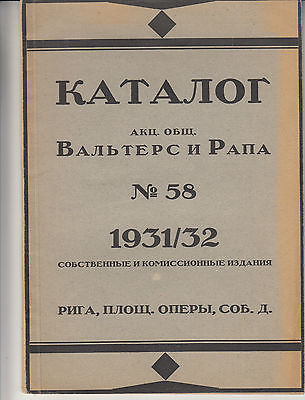 КАТАЛОГ
АКЦ. ОБЩ.
ВАЛЬТЕРС И РАПА
№ 58
1931/32
СОБСТВЕННЫЕ И КОМИССИОННЫЕ ИЗДАНИЯ
РИГА, ПЛОЩ. ОПЕРЫ, СОБ. Д.